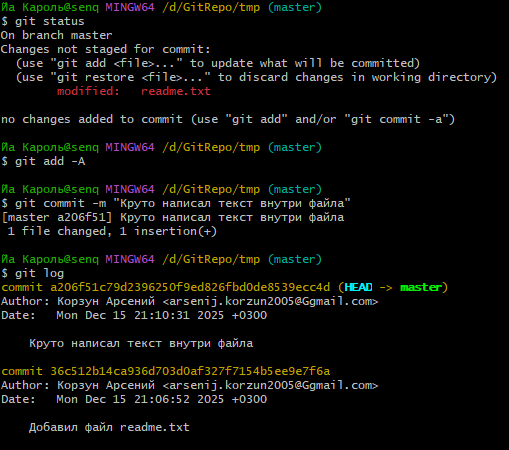 Йа Кароль@senq MINGW64 /d/GitRepo/tmp (master)
$ git status
On branch master
Changes not staged for commit:
  (use "git add <file>..." to update what will be committed)
  (use "git restore <file>..." to discard changes in working directory)
        modified:   readme.txt

no changes added to commit (use "git add" and/or "git commit -a")

Йа Кароль@senq MINGW64 /d/GitRepo/tmp (master)
$ git add -A

Йа Кароль@senq MINGW64 /d/GitRepo/tmp (master)
$ git commit -m "Круто написал текст внутри файла"
[master a206f51] Круто написал текст внутри файла
 1 file changed, 1 insertion(+)

Йа Кароль@senq MINGW64 /d/GitRepo/tmp (master)
$ git log
commit a206f51c79d2396250f9ed826fbd0de8539ecc4d (HEAD -> master)
Author: Корзун Арсений <arsenij.korzun2005@Ggmail.com>
Date:   Mon Dec 15 21:10:31 2025 +0300

    Круто написал текст внутри файла

commit 36c512b14ca936d703d0af327f7154b5ee9e7f6a
Author: Корзун Арсений <arsenij.korzun2005@Ggmail.com>
Date:   Mon Dec 15 21:06:52 2025 +0300

    Добавил файл readme.txt